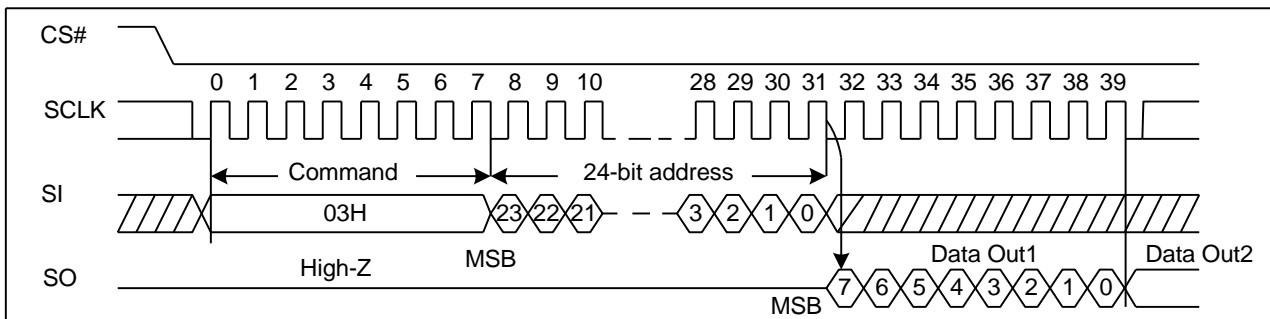 CS#
0 1 2 3 4 5 6 7 8 9 10 28 29 30 31 32 33 34 35 36 37 38 39
SCLK
Command 24-bit address
SI
03H 23 22 21 3 2 1 0
High-Z MSB Data Out1 Data Out2
SO
MSB 7 6 5 4 3 2 1 0